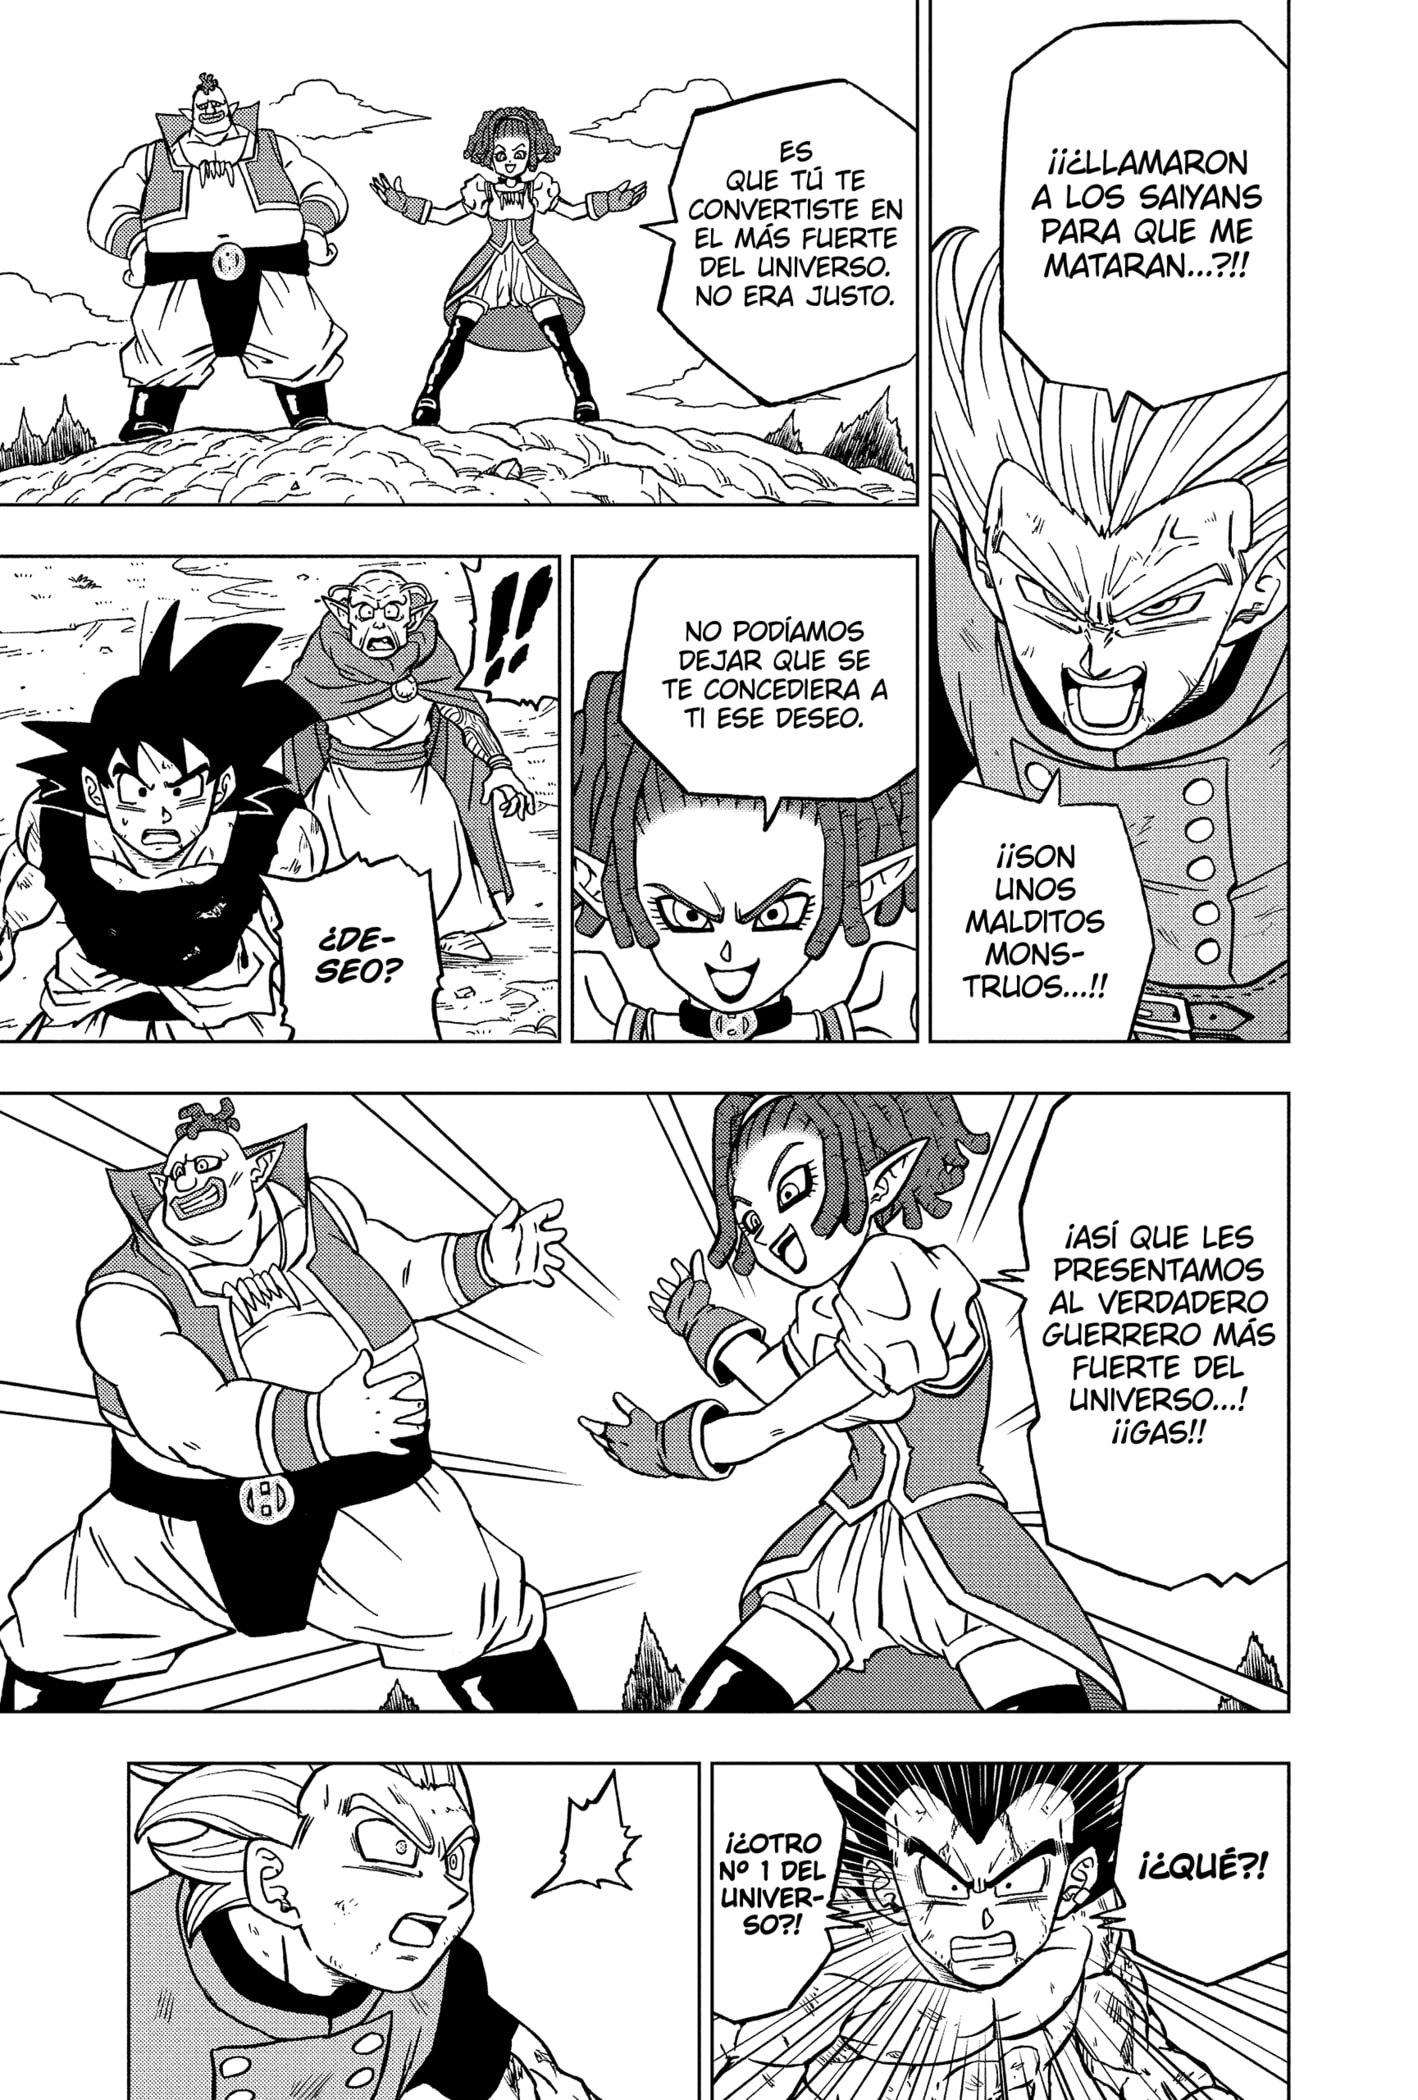 ¡¡¿LLAMARON
A LOS SAIYANS
PARA QUE ME
MATARAN...?!!
¡¡SON
UNOS
MALDITOS
MONS-
TRUOS...!!
ES
QUE TÚ TE
CONVERTISTE EN
EL MÁS FUERTE
DEL UNIVERSO.
NO ERA JUSTO.
NO PODÍAMOS
DEJAR QUE SE
TE CONCEDIERA A
TI ESE DESEO.
!!
¿DE-
SEO?
¡ASÍ QUE LES
PRESENTAMOS
AL VERDADERO
GUERRERO MÁS
FUERTE DEL
UNIVERSO...!
¡¡GAS!!
¡¿QUÉ?!
¡¿OTRO
Nº 1 DEL
UNIVER-
SO?!